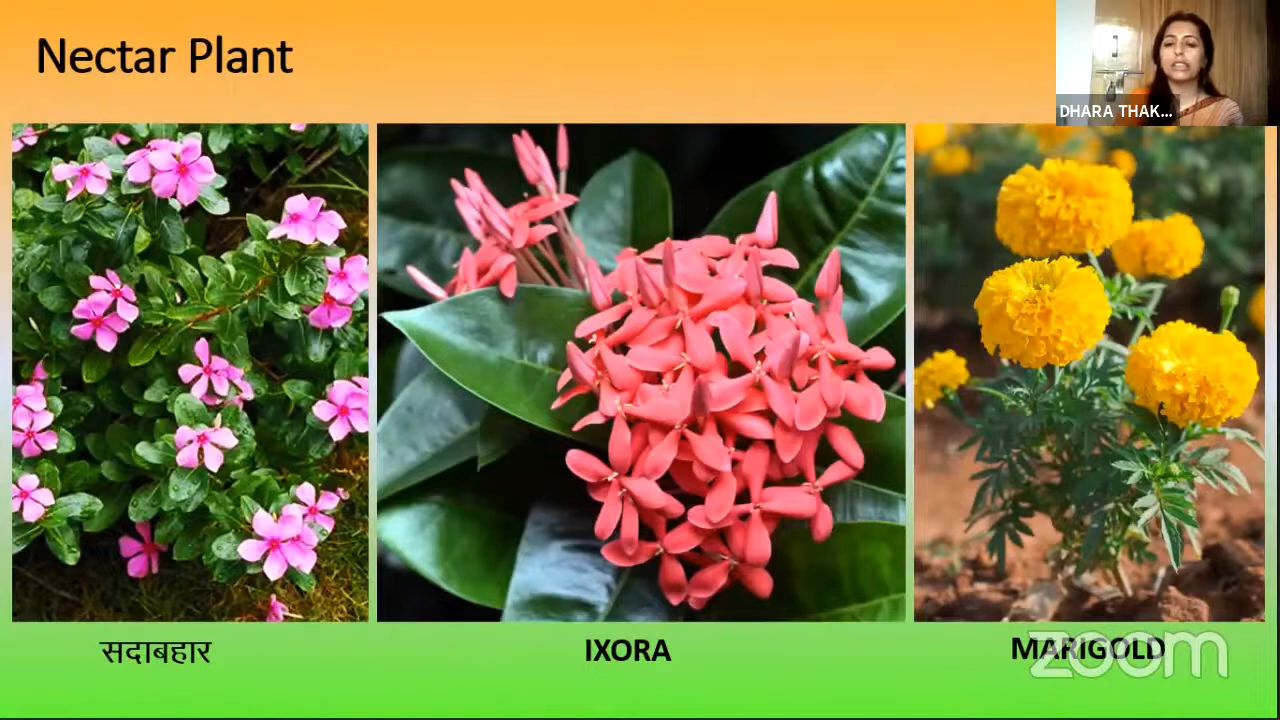 Nectar Plant
DHARA THAK...
सदाबहार
IXORA
MARIGOLD
zoom